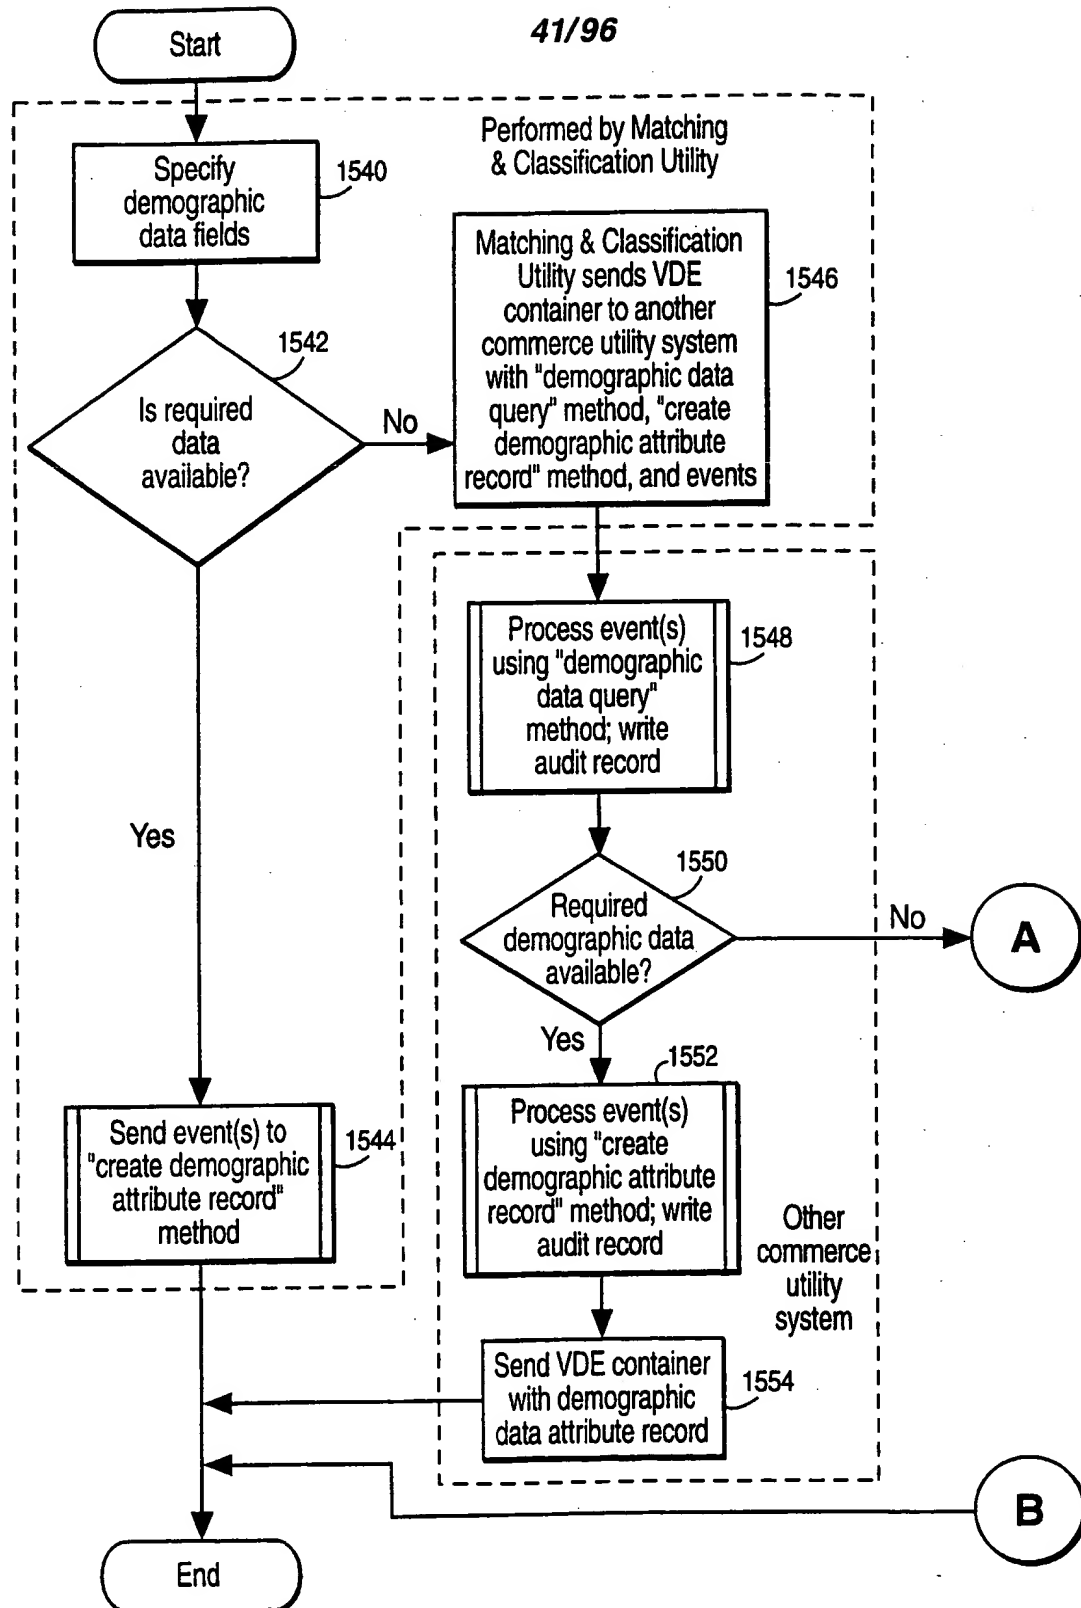 41/96
Start
Performed by Matching
& Classification Utility
Specify
demographic
data fields
1540
Matching & Classification
Utility sends VDE
container to another
commerce utility system
with "demographic data
query" method, "create
demographic attribute
record" method, and events
1546
1542
Is required
data
available?
No
Process event(s)
using "demographic
data query"
method; write
audit record
1548
Yes
1550
Required
demographic data
available?
No
A
Yes
1552
Process event(s)
using "create
demographic attribute
record" method; write
audit record
Send event(s) to
"create demographic
attribute record"
method
1544
Other
commerce
utility
system
Send VDE container
with demographic
data attribute record
1554
B
End